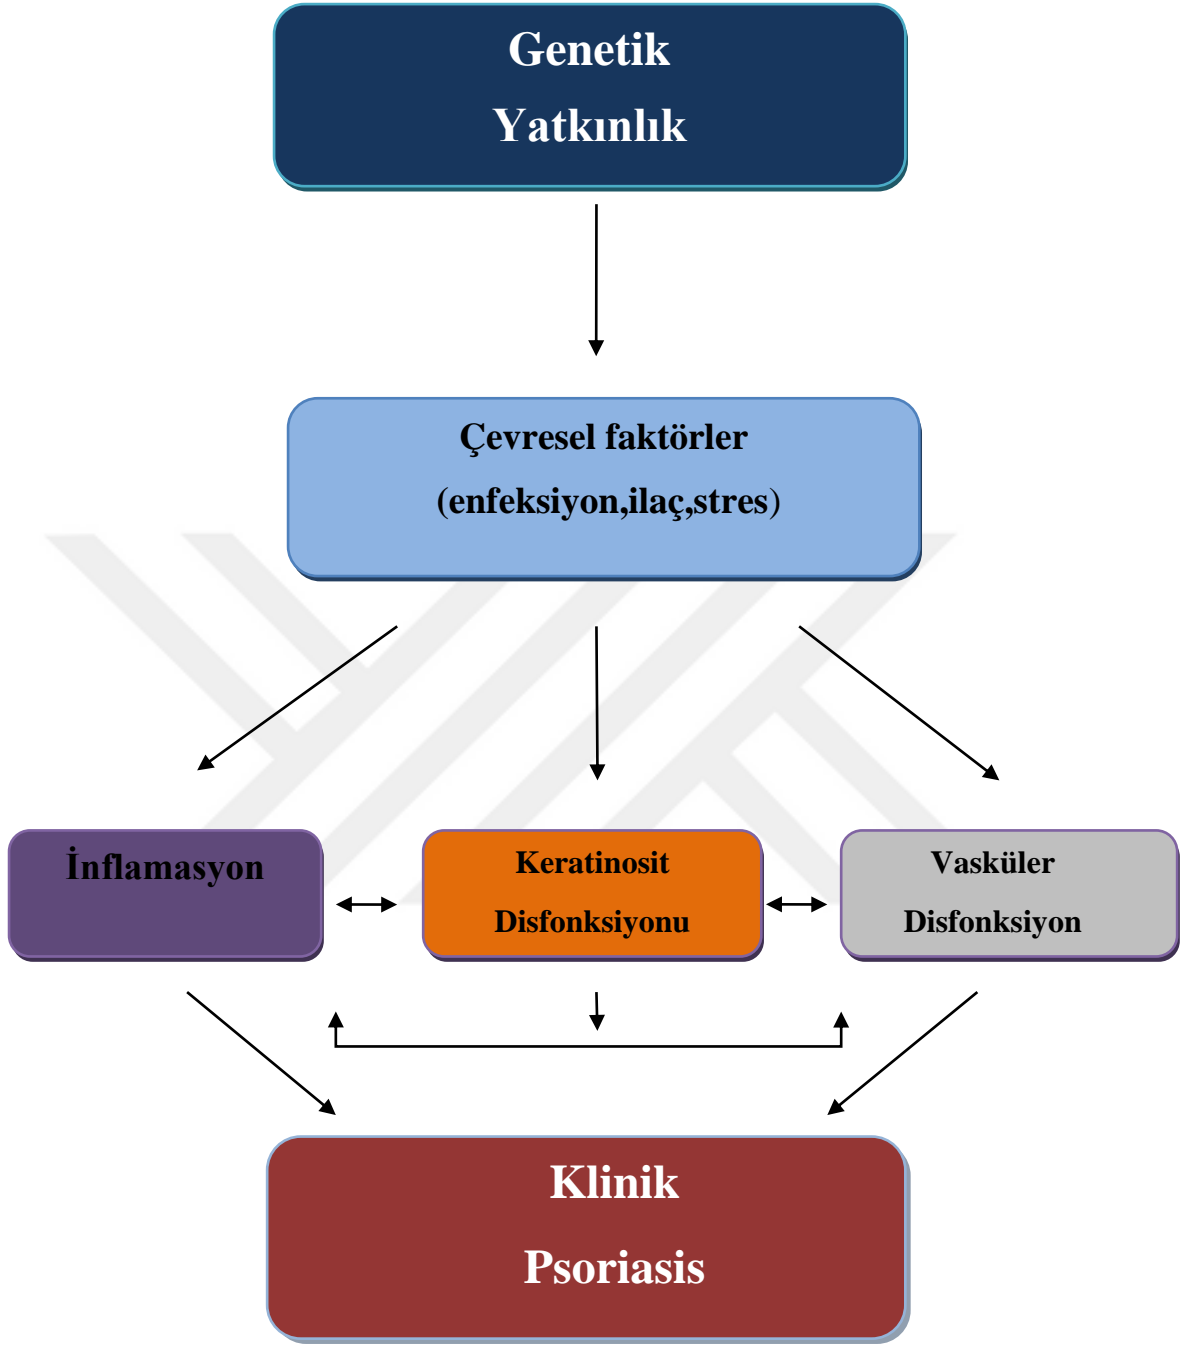 Genetik
Yatkınlık
Çevresel faktörler
(enfeksiyon,ilaç,stres)
İnflamasyon
Keratinosit
Disfonksiyonu
Vasküler
Disfonksiyon
Klinik
Psoriasis